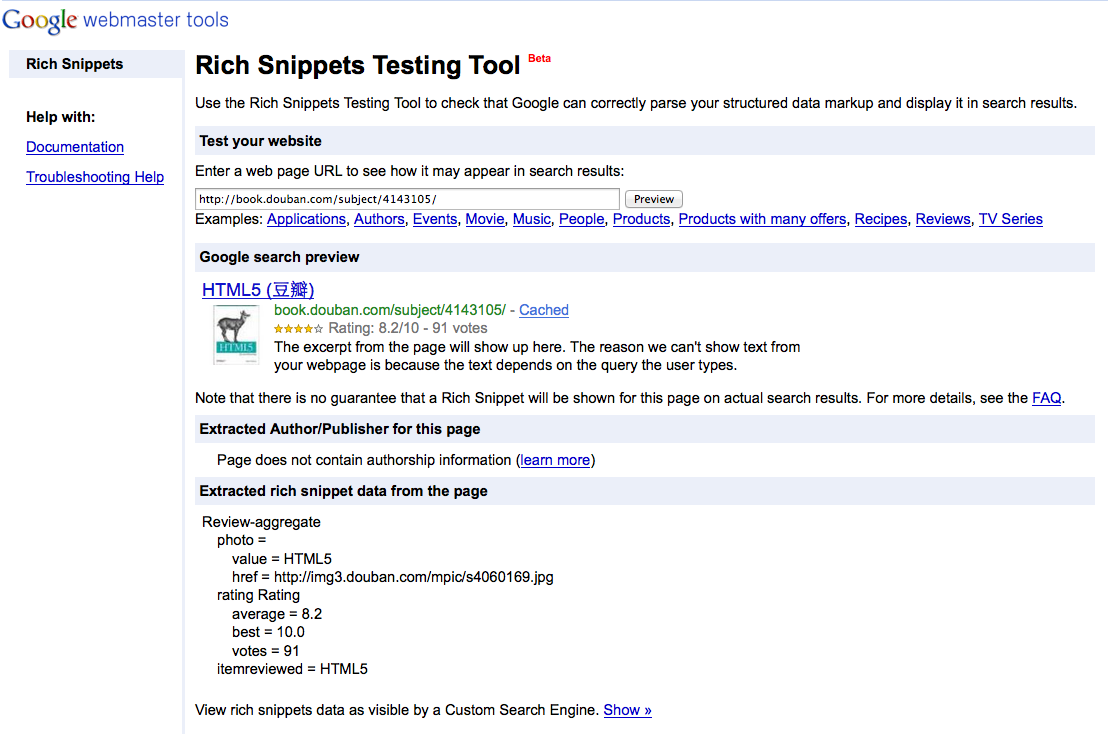 Google webmaster tools
Rich Snippets
Help with:
Documentation
Troubleshooting Help
Rich Snippets Testing Tool Beta
Use the Rich Snippets Testing Tool to check that Google can correctly parse your structured data markup and display it in search results.
Test your website
Enter a web page URL to see how it may appear in search results:
http://book.douban.com/subject/4143105/ Preview
Examples: Applications, Authors, Events, Movie, Music, People, Products, Products with many offers, Recipes, Reviews, TV Series
Google search preview
HTML5 (豆瓣)
book.douban.com/subject/4143105/ - Cached
Rating: 8.2/10 - 91 votes
HTML5
The excerpt from the page will show up here. The reason we can't show text from
your webpage is because the text depends on the query the user types.
Note that there is no guarantee that a Rich Snippet will be shown for this page on actual search results. For more details, see the FAQ.
Extracted Author/Publisher for this page
Page does not contain authorship information (learn more)
Extracted rich snippet data from the page
Review-aggregate
photo =
value = HTML5
href = http://img3.douban.com/mpic/s4060169.jpg
rating Rating
average = 8.2
best = 10.0
votes = 91
itemreviewed = HTML5
View rich snippets data as visible by a Custom Search Engine. Show »